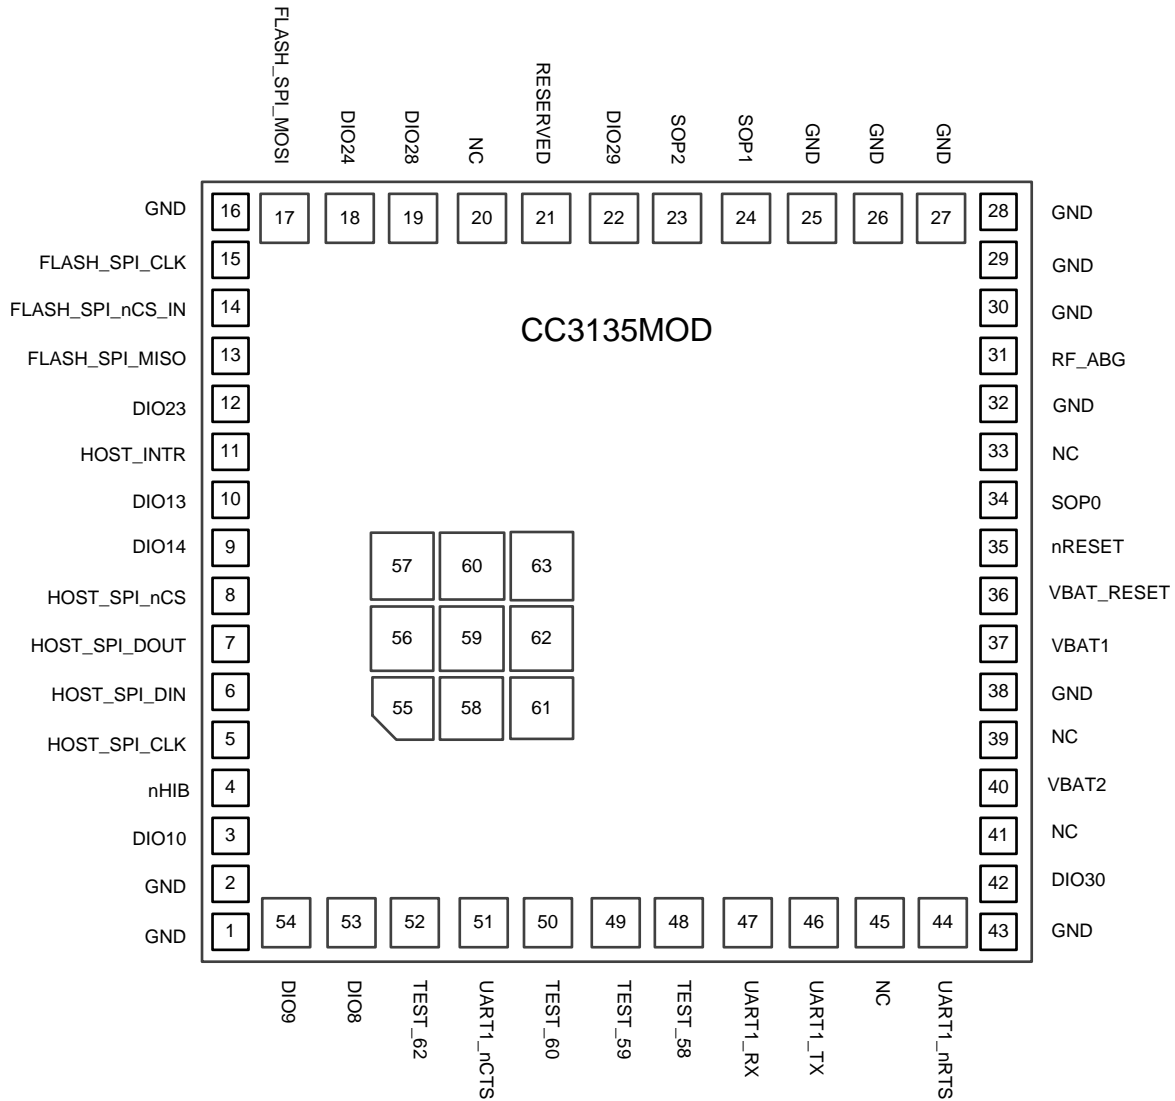 FLASH_SPI_MOSI
DIO24
DIO28
NC
RESERVED
DIO29
SOP2
SOP1
GND
GND
GND
17
18
19
20
21
22
23
24
25
26
27
GND 16
FLASH_SPI_CLK 15
FLASH_SPI_nCS_IN 14
FLASH_SPI_MISO 13
DIO23 12
HOST_INTR 11
DIO13 10
DIO14 9
HOST_SPI_nCS 8
HOST_SPI_DOUT 7
HOST_SPI_DIN 6
HOST_SPI_CLK 5
nHIB 4
DIO10 3
GND 2
GND 1
CC3135MOD
57 60 63
56 59 62
55 58 61
28 GND
29 GND
30 GND
31 RF_ABG
32 GND
33 NC
34 SOP0
35 nRESET
36 VBAT_RESET
37 VBAT1
38 GND
39 NC
40 VBAT2
41 NC
42 DIO30
43 GND
54
53
52
51
50
49
48
47
46
45
44
DIO9
DIO8
TEST_62
UART1_nCTS
TEST_60
TEST_59
TEST_58
UART1_RX
UART1_TX
NC
UART1_nRTS